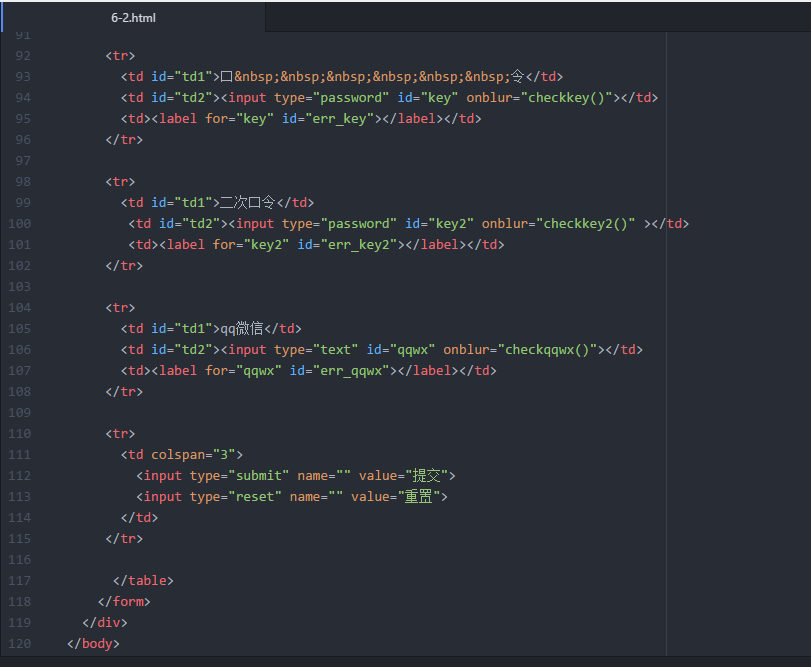 6-2.html
91
92 <tr>
93 <td id="td1">口&nbsp;&nbsp;&nbsp;&nbsp;&nbsp;&nbsp;令</td>
94 <td id="td2"><input type="password" id="key" onblur="checkkey()"></td>
95 <td><label for="key" id="err_key"></label></td>
96 </tr>
97
98 <tr>
99 <td id="td1">二次口令</td>
100 <td id="td2"><input type="password" id="key2" onblur="checkkey2()" ></td>
101 <td><label for="key2" id="err_key2"></label></td>
102 </tr>
103
104 <tr>
105 <td id="td1">qq微信</td>
106 <td id="td2"><input type="text" id="qqwx" onblur="checkqqwx()"></td>
107 <td><label for="qqwx" id="err_qqwx"></label></td>
108 </tr>
109
110 <tr>
111 <td colspan="3">
112 <input type="submit" name="" value="提交">
113 <input type="reset" name="" value="重置">
114 </td>
115 </tr>
116
117 </table>
118 </form>
119 </div>
120 </body>